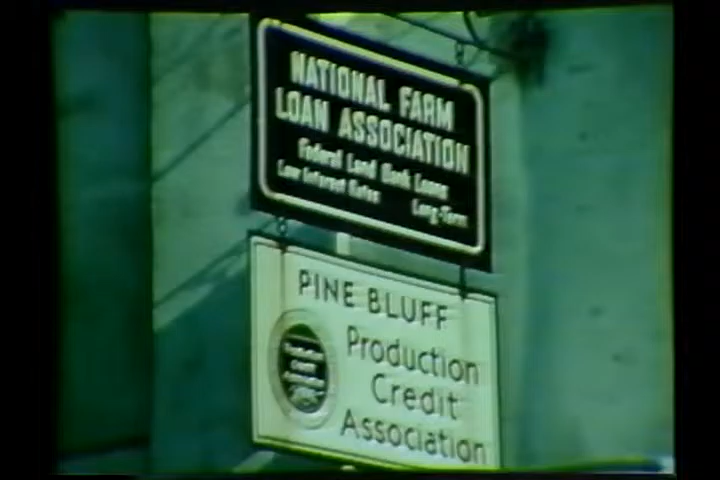 NATIONAL FARM
LOAN ASSOCIATION
Federal Land Bank Loans
Low Interest Rates Long-Term
PINE BLUFF
Production
Credit
Association